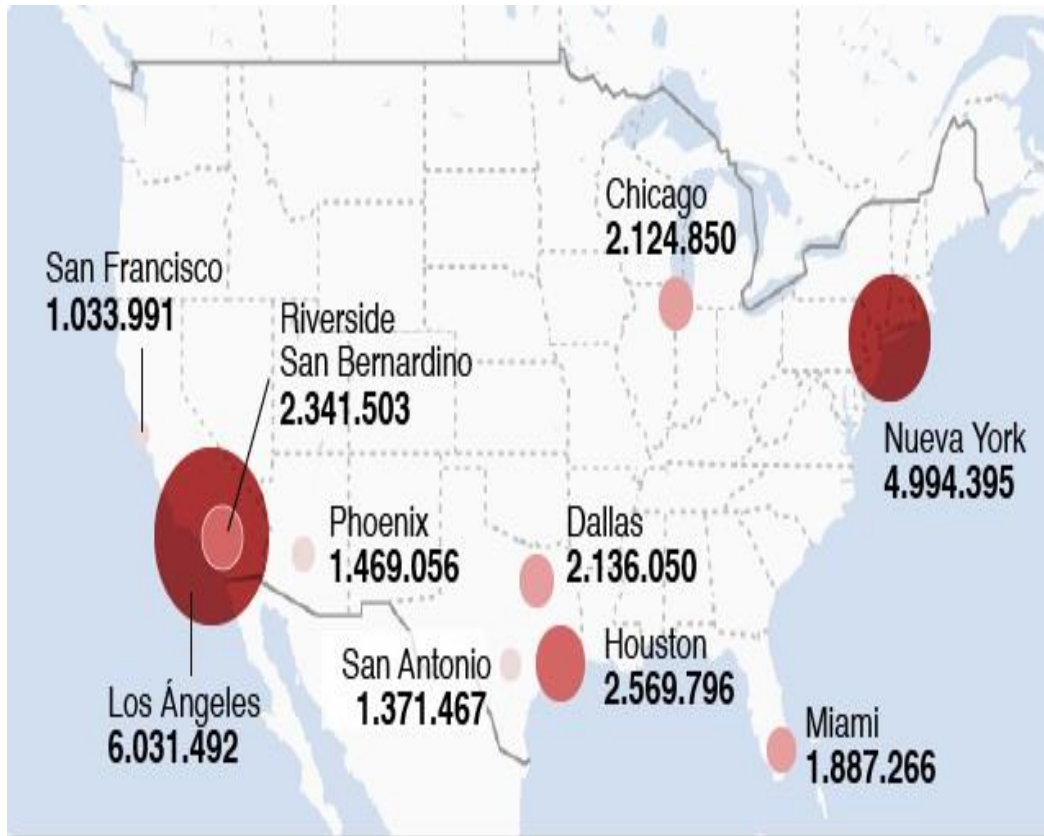 Chicago
2.124.850
San Francisco
1.033.991
Riverside
San Bernardino
2.341.503
Nueva York
4.994.395
Phoenix
1.469.056
Dallas
2.136.050
San Antonio
1.371.467
Houston
2.569.796
Los Ángeles
6.031.492
Miami
1.887.266